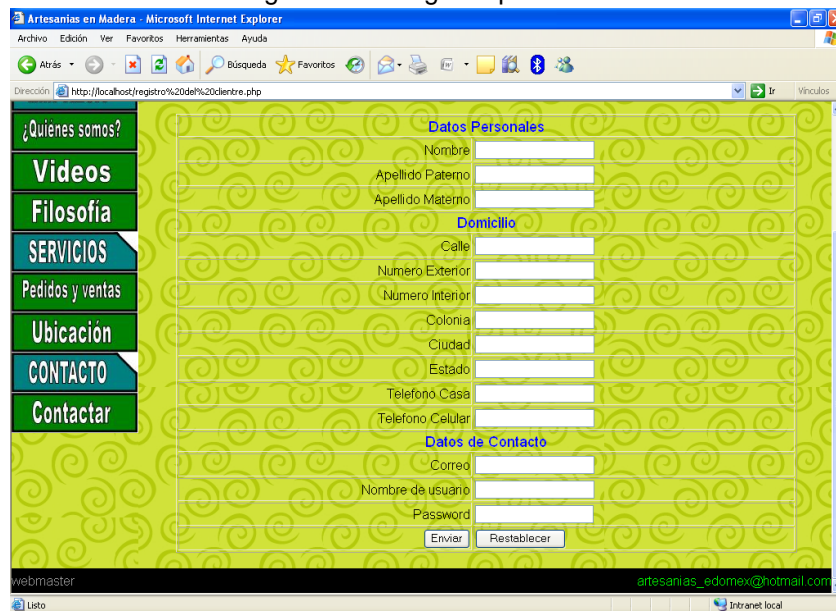 Artesanias en Madera - Microsoft Internet Explorer
Archivo Edición Ver Favoritos Herramientas Ayuda
Atrás Búsqueda Favoritos
Dirección http://localhost/registro%20del%20clientre.php Ir Vínculos
¿Quiénes somos?
Videos
Filosofía
SERVICIOS
Pedidos y ventas
Ubicación
CONTACTO
Contactar
Datos Personales
Nombre
Apellido Paterno
Apellido Materno
Domicilio
Calle
Numero Exterior
Numero Interior
Colonia
Ciudad
Estado
Telefono Casa
Telefono Celular
Datos de Contacto
Correo
Nombre de usuario
Password
Enviar Restablecer
webmaster artesanias_edomex@hotmail.com
Listo Intranet local